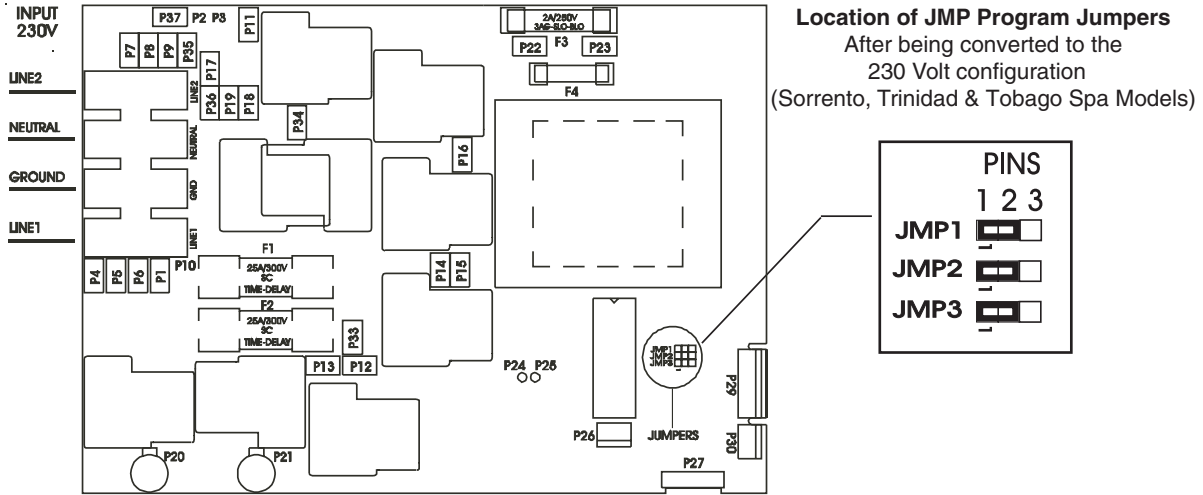 INPUT
230V
P37 P2 P3
P11
P7
P8
P9
P35
P17
P36
P19
P18
P34
P16
LINE2
NEUTRAL
GROUND
LINE1
LINE2
NEUTRAL
GND
LINE1
P4
P5
P6
P1
P10
F1
25A/300V
SC
TIME-DELAY
F2
25A/300V
SC
TIME-DELAY
P14
P15
P33
P13
P12
P20
P21
2A/250V
3AG-SLO-BLO
P22
F3
P23
F4
P24 P25
P26
JMP1
JMP2
JMP3
JUMPERS
P27
P29
P30
Location of JMP Program Jumpers
After being converted to the
230 Volt configuration
(Sorrento, Trinidad & Tobago Spa Models)
PINS
1 2 3
JMP1
JMP2
JMP3